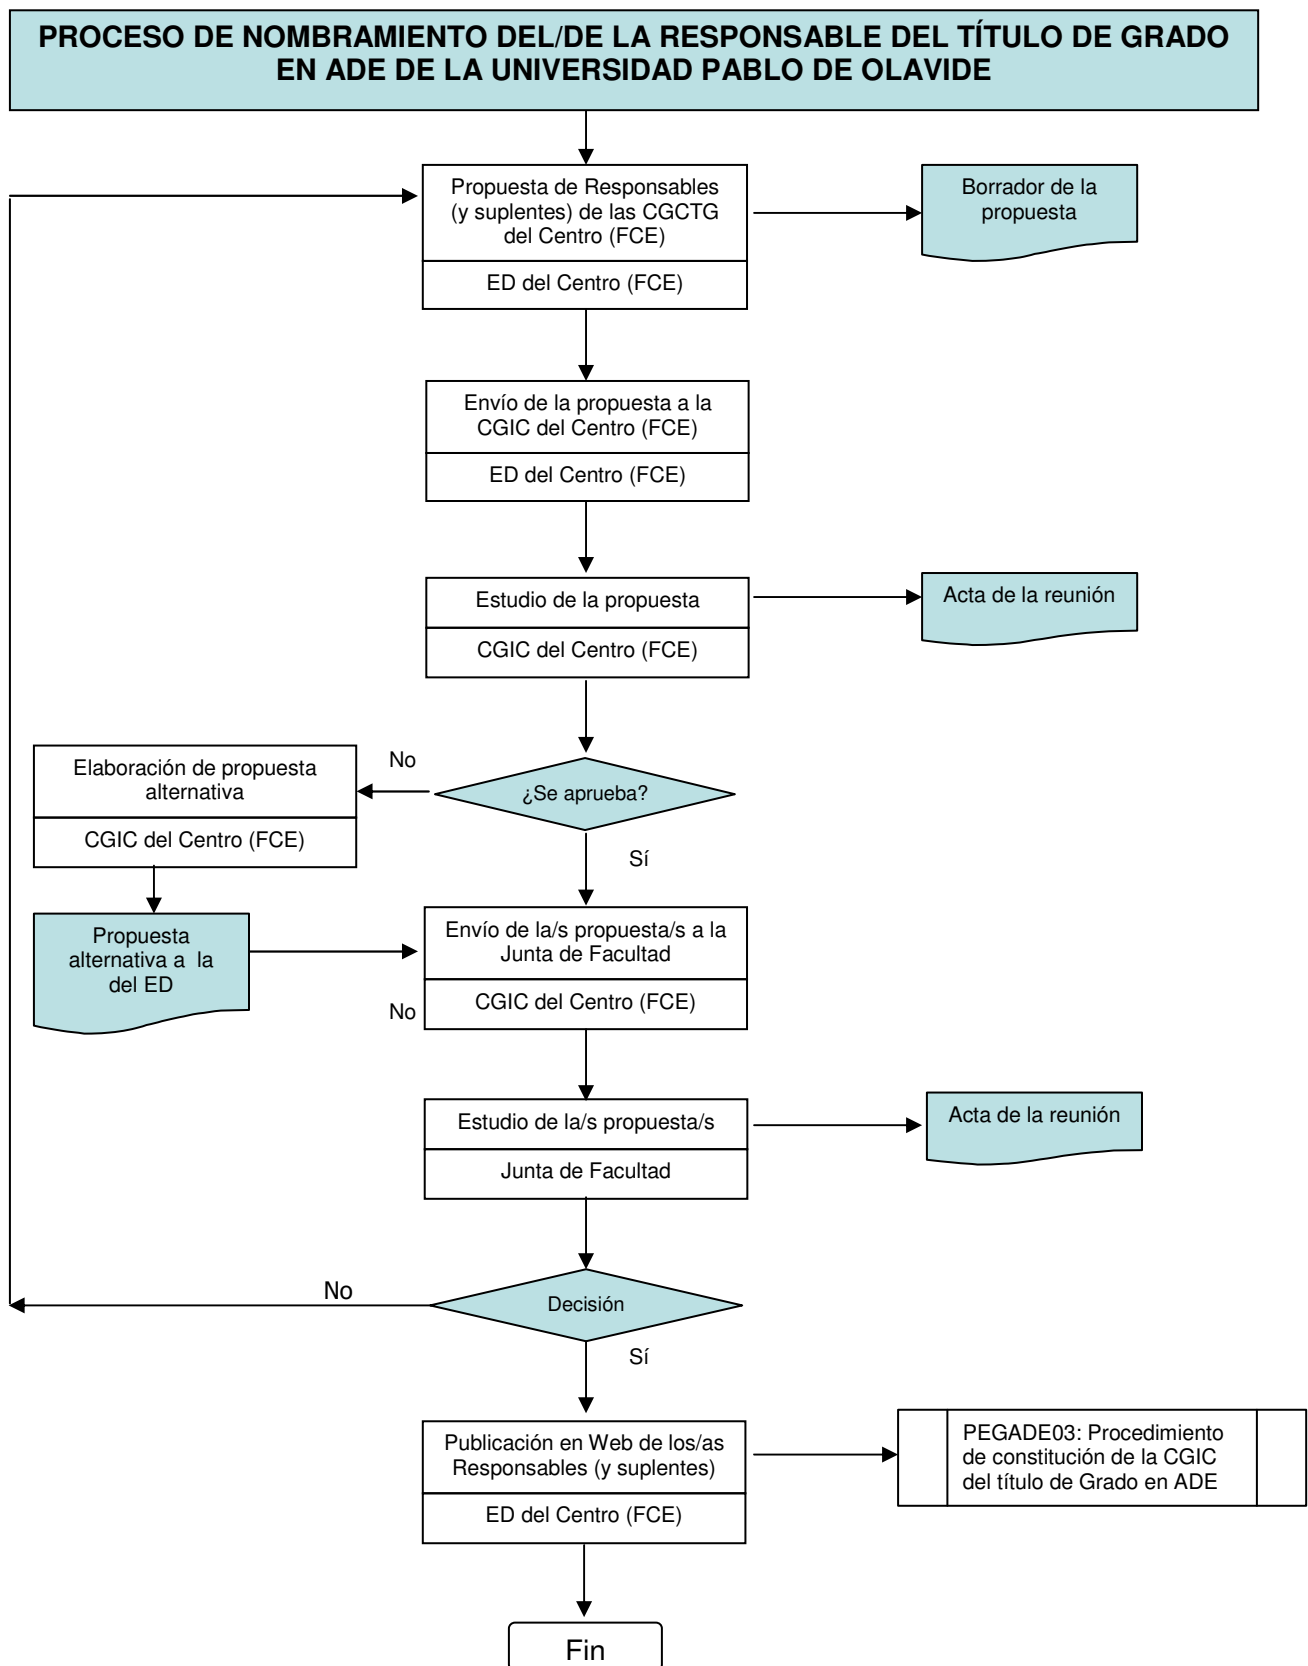 PROCESO DE NOMBRAMIENTO DEL/DE LA RESPONSABLE DEL TÍTULO DE GRADO
EN ADE DE LA UNIVERSIDAD PABLO DE OLAVIDE
Propuesta de Responsables
(y suplentes) de las CGCTG
del Centro (FCE)
ED del Centro (FCE)
Borrador de la
propuesta
Envío de la propuesta a la
CGIC del Centro (FCE)
ED del Centro (FCE)
Estudio de la propuesta
CGIC del Centro (FCE)
Acta de la reunión
¿Se aprueba?
No
Elaboración de propuesta
alternativa
CGIC del Centro (FCE)
Sí
Propuesta
alternativa a la
del ED
Envío de la/s propuesta/s a la
Junta de Facultad
CGIC del Centro (FCE)
No
Estudio de la/s propuesta/s
Junta de Facultad
Acta de la reunión
No
Decisión
Sí
Publicación en Web de los/as
Responsables (y suplentes)
ED del Centro (FCE)
PEGADE03: Procedimiento
de constitución de la CGIC
del título de Grado en ADE
Fin